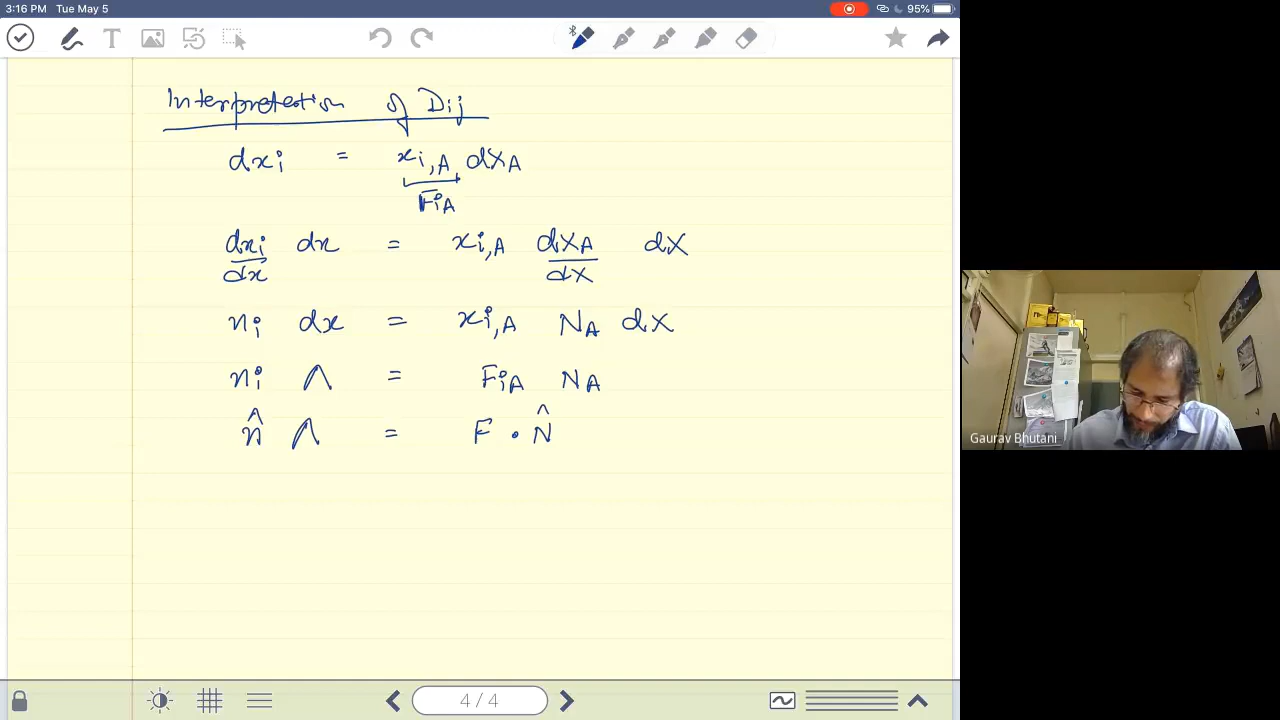 3:16 PM Tue May 5
95%
Interpretation of Dij
dxi = xi,A dXA
FiA
dxi/dx dx = xi,A dXA/dX dX
ni dx = xi,A NA dX
ni Λ = FiA NA
n̂ Λ = F · N̂
Gaurav Bhutani
4 / 4